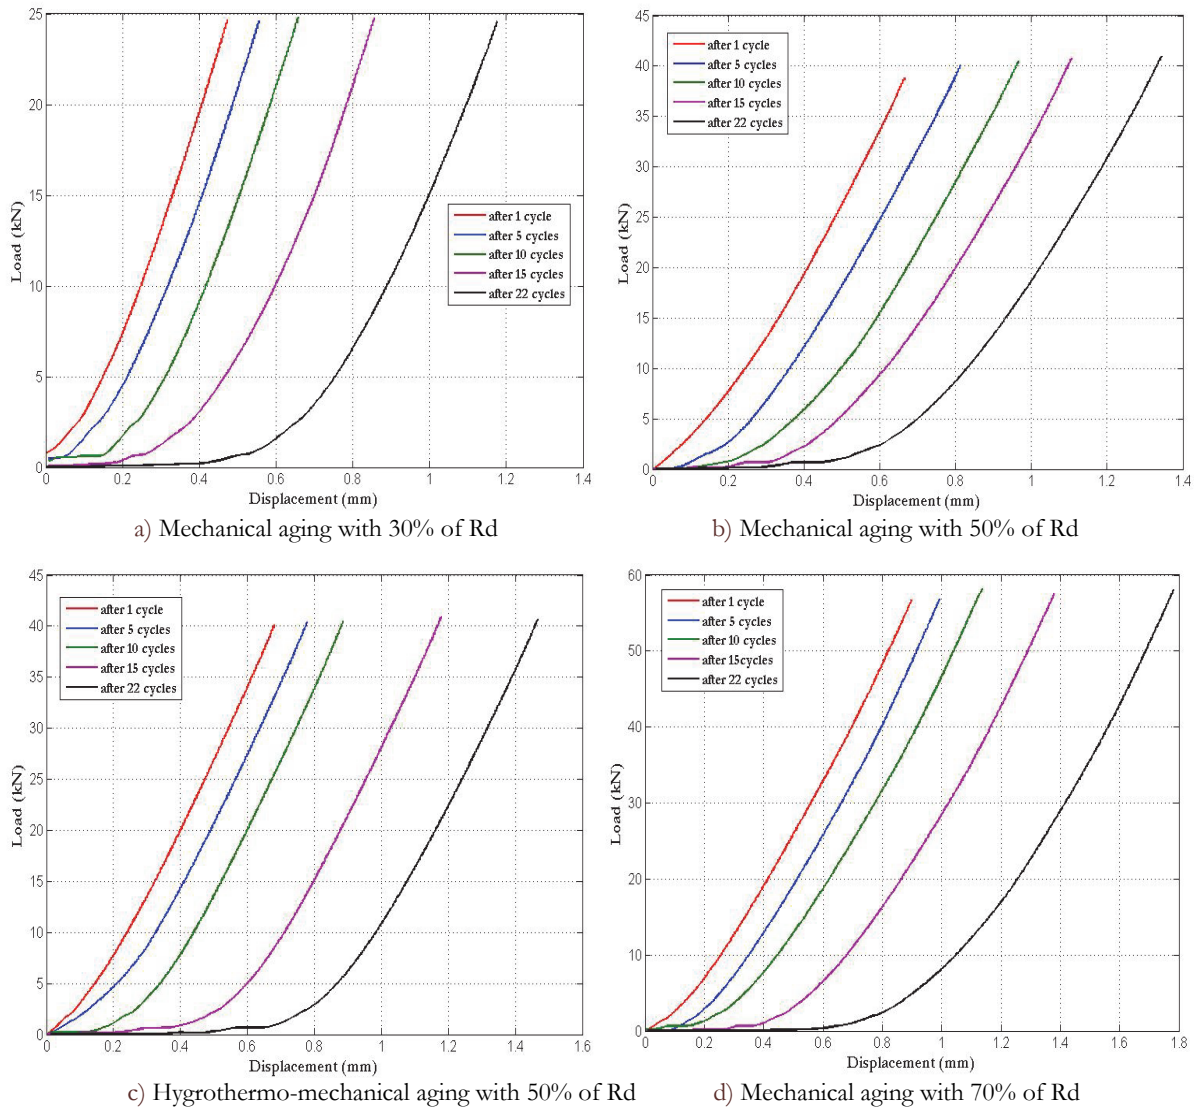 25
20
15
10
5
0
Load (kN)
after 1 cycle
after 5 cycles
after 10 cycles
after 15 cycles
after 22 cycles
0 0.2 0.4 0.6 0.8 1 1.2 1.4
Displacement (mm)
a) Mechanical aging with 30% of Rd
45
40
35
30
25
20
15
10
5
0
Load (kN)
after 1 cycle
after 5 cycles
after 10 cycles
after 15 cycles
after 22 cycles
0 0.2 0.4 0.6 0.8 1 1.2 1.4
Displacement (mm)
b) Mechanical aging with 50% of Rd
45
40
35
30
25
20
15
10
5
0
Load (kN)
after 1 cycle
after 5 cycles
after 10 cycles
after 15 cycles
after 22 cycles
0 0.2 0.4 0.6 0.8 1 1.2 1.4 1.6
Displacement (mm)
c) Hygrothermo-mechanical aging with 50% of Rd
60
50
40
30
20
10
0
Load (kN)
after 1 cycle
after 5 cycles
after 10 cycles
after 15cycles
after 22 cycles
0 0.2 0.4 0.6 0.8 1 1.2 1.4 1.6 1.8
Displacement (mm)
d) Mechanical aging with 70% of Rd